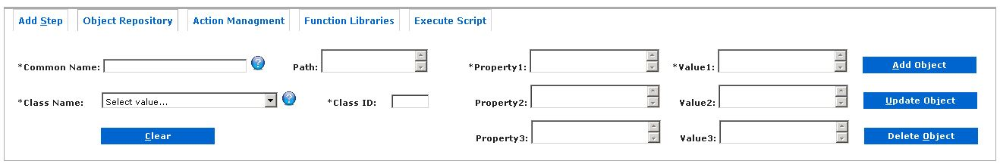 Add Step Object Repository Action Managment Function Libraries Execute Script
*Common Name: ? Path: *Property1: *Value1: Add Object
*Class Name: Select value... ? *Class ID: Property2: Value2: Update Object
Clear Property3: Value3: Delete Object